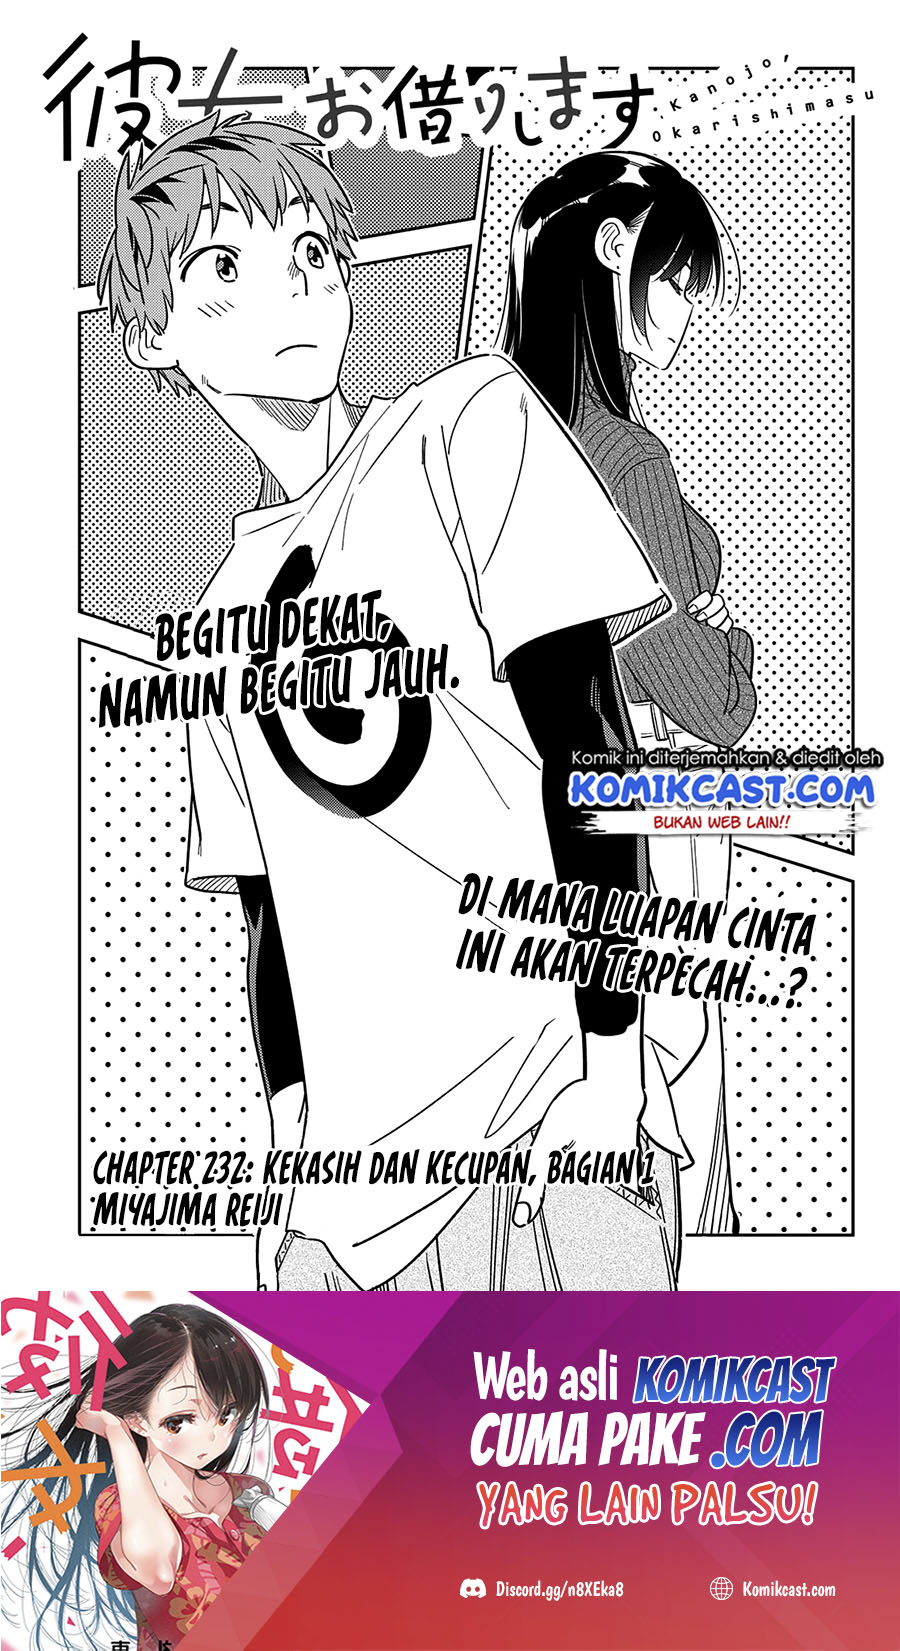 彼女お借ります
Kanojo,
Okarishimasu
BEGITU DEKAT,
NAMUN BEGITU JAUH.
Komik ini diterjemahkan & diedit oleh
KOMIKCAST.COM
BUKAN WEB LAIN!!
DI MANA LUAPAN CINTA
INI AKAN TERPECAH...?
CHAPTER 232: KEKASIH DAN KECUPAN, BAGIAN 1
MIYAJIMA REIJI
Web asli KOMIKCAST
CUMA PAKE .COM
YANG LAIN PALSU!
Discord.gg/n8XEka8
Komikcast.com